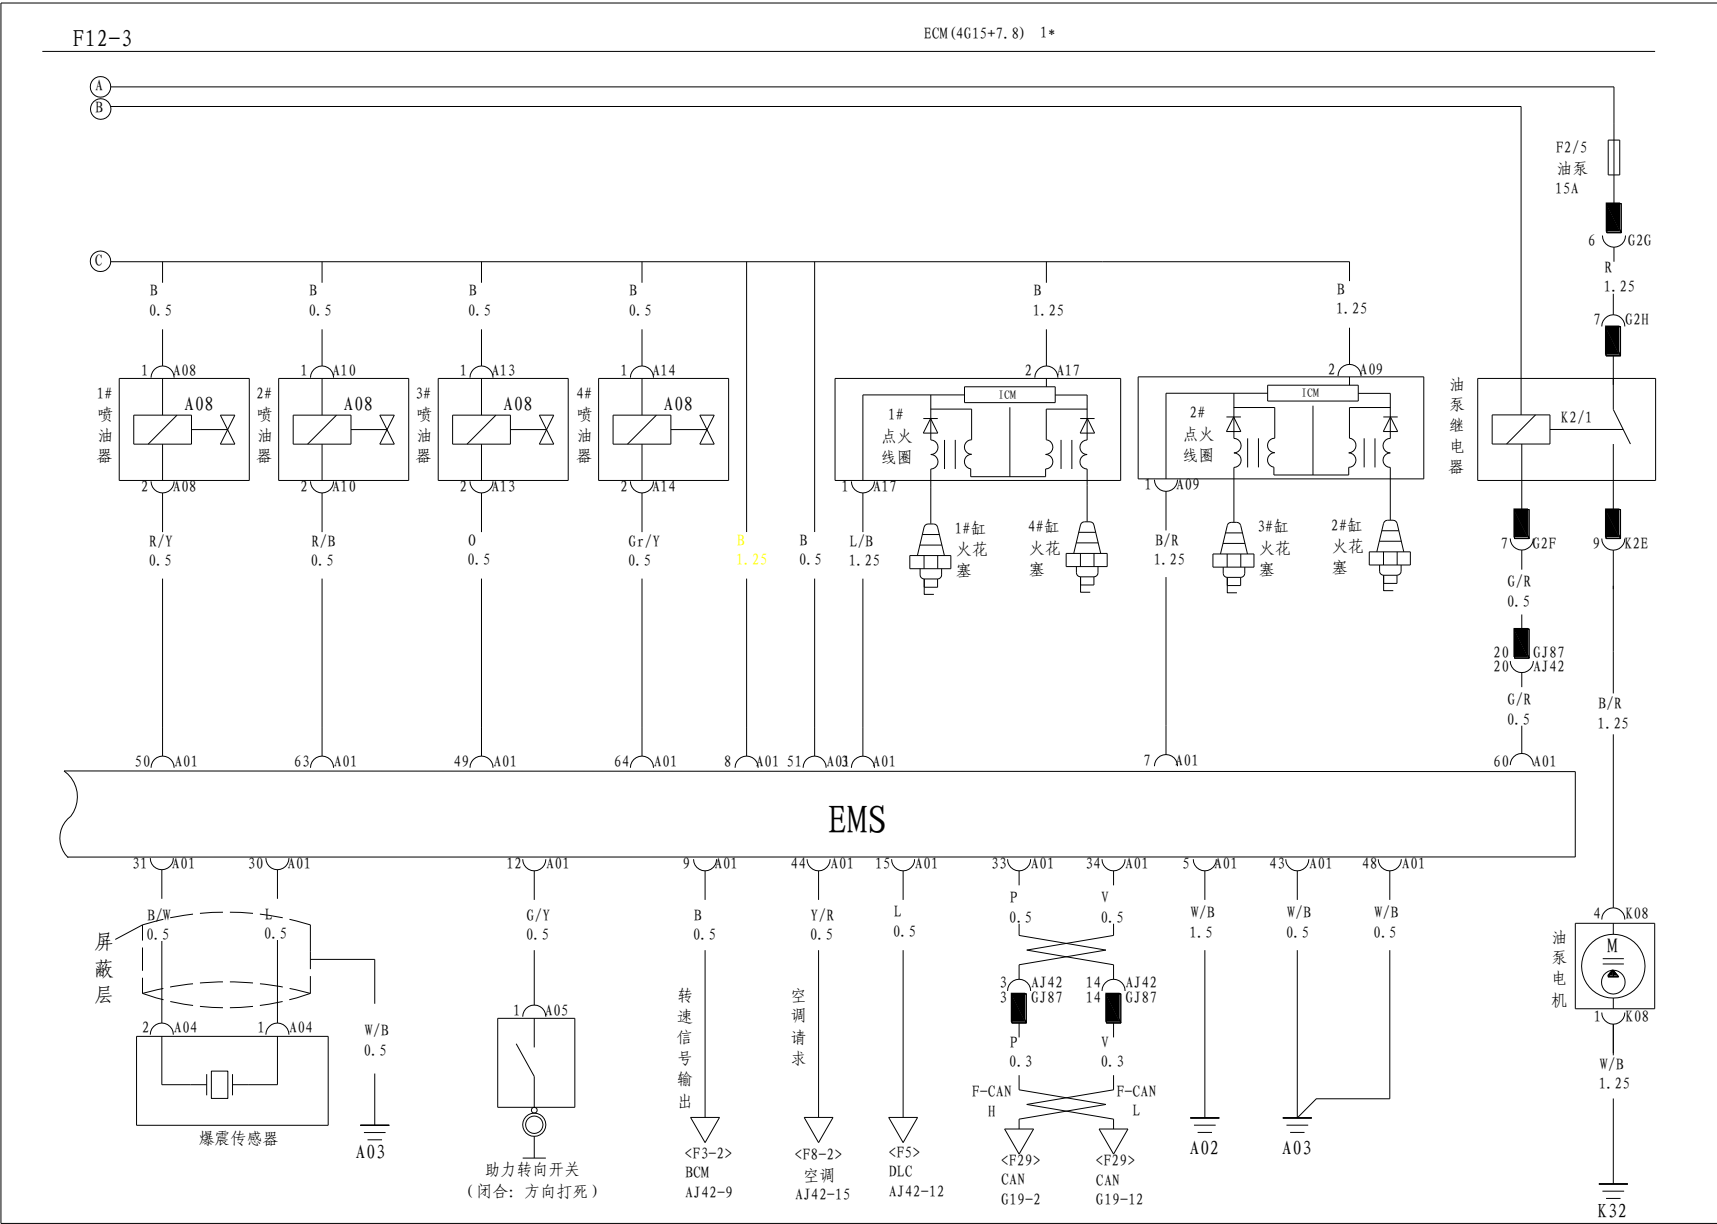 F12-3
ECM(4G15+7.8) 1*
A
B
F2/5
油泵
15A
6 G2G
R
1.25
7 G2H
C
B
0.5
B
0.5
B
0.5
B
0.5
B
1.25
B
1.25
1 A08
1 A10
1 A13
1 A14
2 A17
2 A09
1#喷油器
A08
2#喷油器
A08
3#喷油器
A08
4#喷油器
A08
ICM
1#
点火
线圈
ICM
2#
点火
线圈
油泵继电器
K2/1
2 A08
2 A10
2 A13
2 A14
1 A17
1 A09
R/Y
0.5
R/B
0.5
O
0.5
Gr/Y
0.5
B
1.25
B
0.5
L/B
1.25
1#缸
火花
塞
4#缸
火花
塞
B/R
1.25
3#缸
火花
塞
2#缸
火花
塞
7 G2F
9 K2E
G/R
0.5
20 GJ87
20 AJ42
G/R
0.5
B/R
1.25
50 A01
63 A01
49 A01
64 A01
8 A01
51 A01
3 A01
7 A01
60 A01
EMS
31 A01
30 A01
12 A01
9 A01
44 A01
15 A01
33 A01
34 A01
5 A01
43 A01
48 A01
B/W
0.5
L
0.5
G/Y
0.5
B
0.5
Y/R
0.5
L
0.5
P
0.5
V
0.5
W/B
1.5
W/B
0.5
W/B
0.5
4 K08
屏蔽层
油泵电机
M
3 AJ42
3 GJ87
14 AJ42
14 GJ87
转速信号输出
空调请求
2 A04
1 A04
W/B
0.5
1 A05
1 K08
P
0.3
V
0.3
W/B
1.25
F-CAN
H
F-CAN
L
爆震传感器
A03
助力转向开关
(闭合:方向打死)
<F3-2>
BCM
AJ42-9
<F8-2>
空调
AJ42-15
<F5>
DLC
AJ42-12
<F29>
CAN
G19-2
<F29>
CAN
G19-12
A02
A03
K32